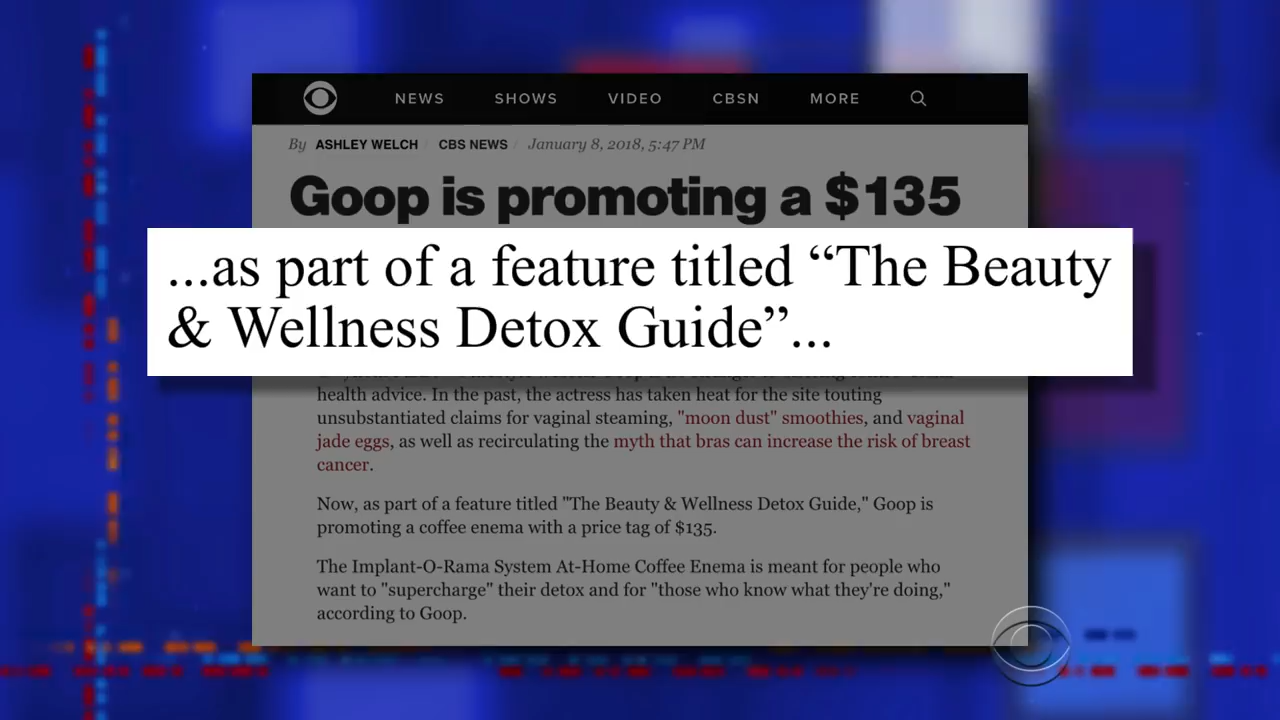 NEWS SHOWS VIDEO CBSN MORE
By ASHLEY WELCH / CBS NEWS / January 8, 2018, 5:47 PM
Goop is promoting a $135
...as part of a feature titled “The Beauty
& Wellness Detox Guide”...
health advice. In the past, the actress has taken heat for the site touting
unsubstantiated claims for vaginal steaming, "moon dust" smoothies, and vaginal
jade eggs, as well as recirculating the myth that bras can increase the risk of breast
cancer.
Now, as part of a feature titled "The Beauty & Wellness Detox Guide," Goop is
promoting a coffee enema with a price tag of $135.
The Implant-O-Rama System At-Home Coffee Enema is meant for people who
want to "supercharge" their detox and for "those who know what they're doing,"
according to Goop.